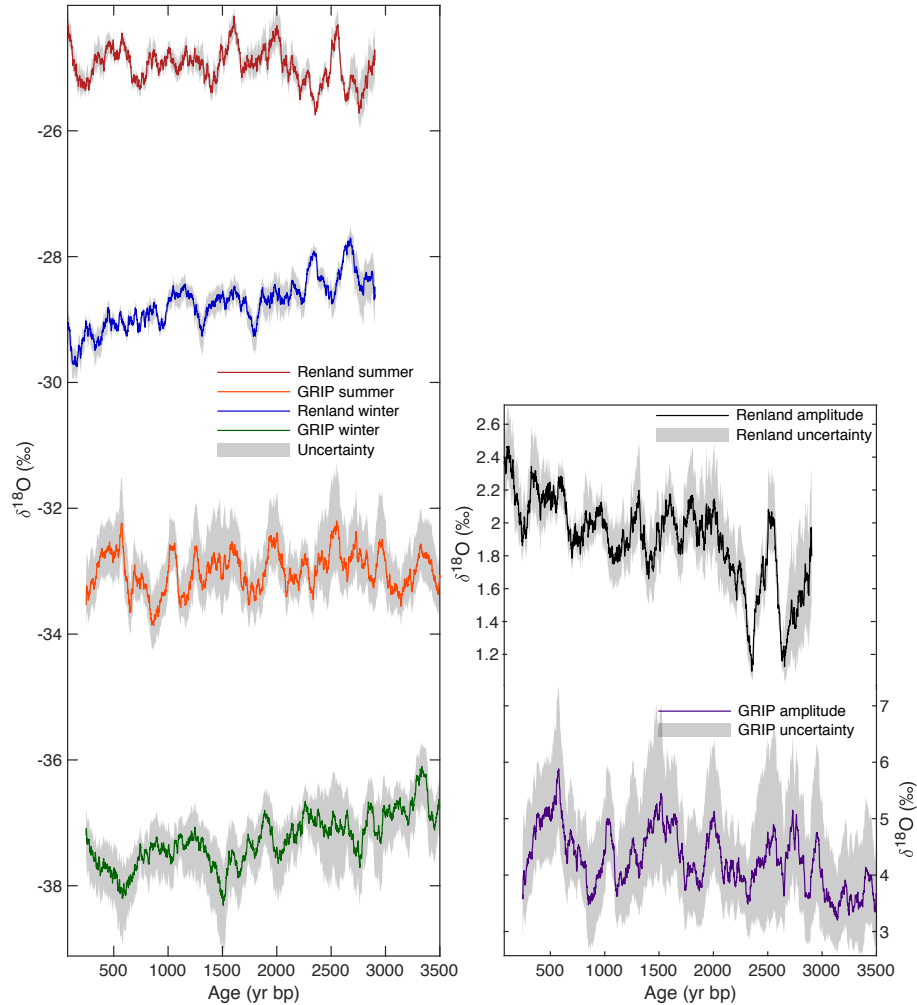 -26
-28
-30
-32
-34
-36
-38
δ¹⁸O (‰)
Renland summer
GRIP summer
Renland winter
GRIP winter
Uncertainty
500 1000 1500 2000 2500 3000 3500
Age (yr bp)
2.6
2.4
2.2
2
1.8
1.6
1.4
1.2
δ¹⁸O (‰)
Renland amplitude
Renland uncertainty
GRIP amplitude
GRIP uncertainty
7
6
5
4
3
δ¹⁸O (‰)
500 1000 1500 2000 2500 3000 3500
Age (yr bp)